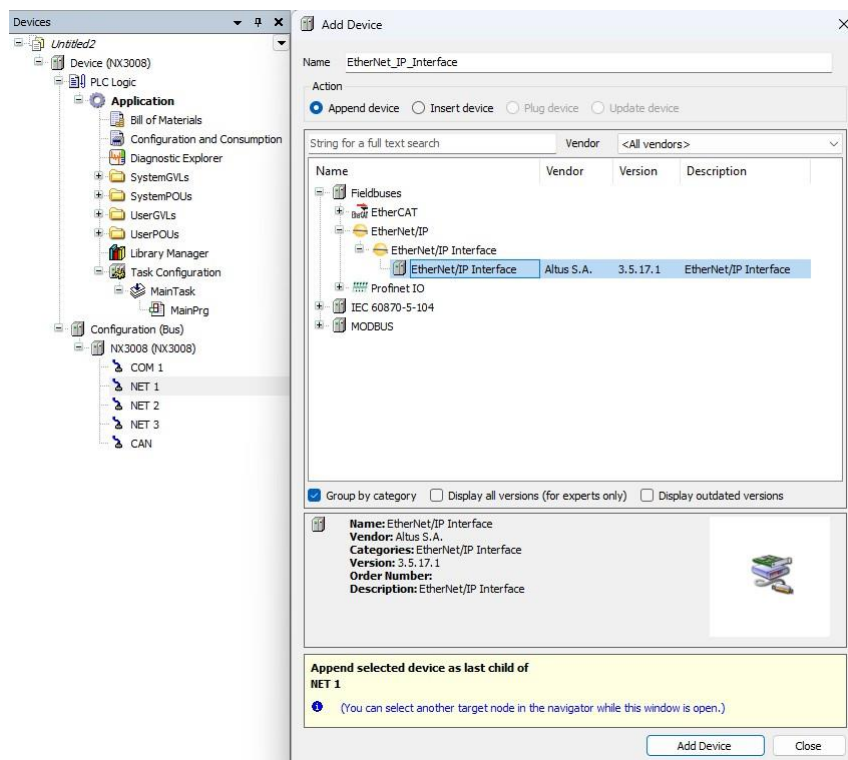 Devices
Untitled2
Device (NX3008)
PLC Logic
Application
Bill of Materials
Configuration and Consumption
Diagnostic Explorer
SystemGVLs
SystemPOUs
UserGVLs
UserPOUs
Library Manager
Task Configuration
MainTask
MainPrg
Configuration (Bus)
NX3008 (NX3008)
COM 1
NET 1
NET 2
NET 3
CAN
Add Device
Name EtherNet_IP_Interface
Action
Append device Insert device Plug device Update device
String for a full text search Vendor <All vendors>
Name Vendor Version Description
Fieldbuses
EtherCAT
EtherNet/IP
EtherNet/IP Interface
EtherNet/IP Interface Altus S.A. 3.5.17.1 EtherNet/IP Interface
Profinet IO
IEC 60870-5-104
MODBUS
Group by category Display all versions (for experts only) Display outdated versions
Name: EtherNet/IP Interface
Vendor: Altus S.A.
Categories: EtherNet/IP Interface
Version: 3.5.17.1
Order Number:
Description: EtherNet/IP Interface
Append selected device as last child of
NET 1
(You can select another target node in the navigator while this window is open.)
Add Device Close